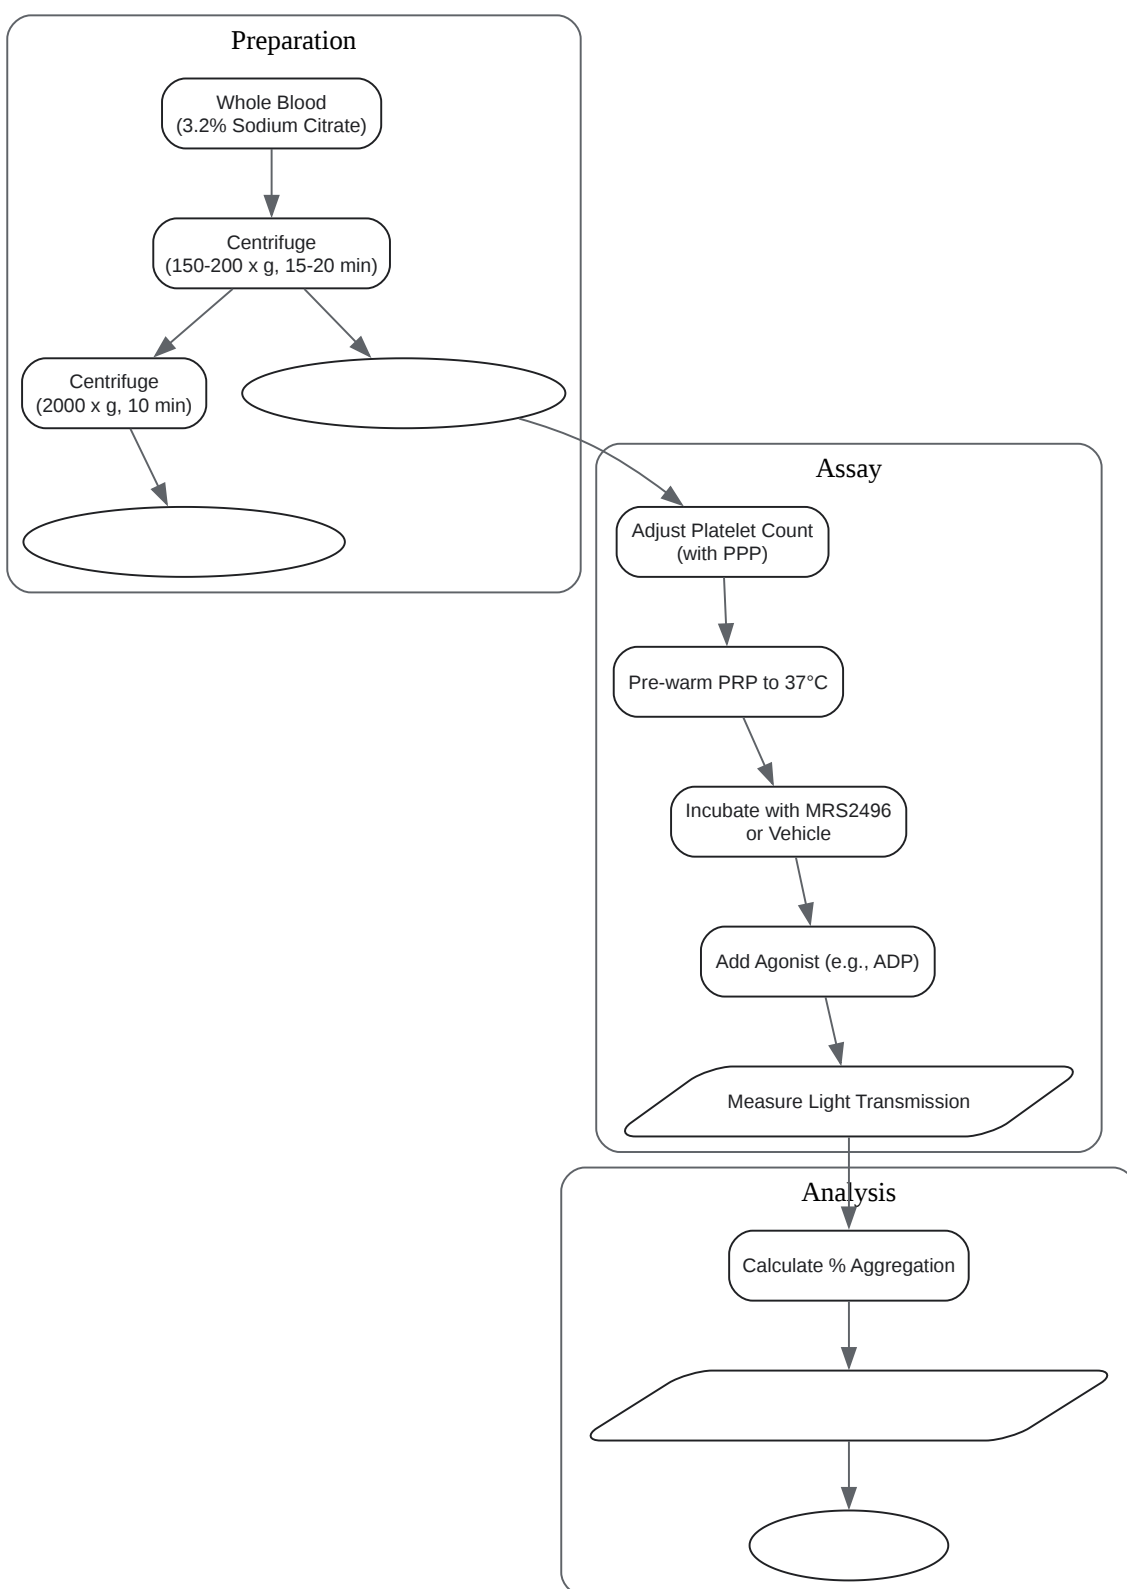 Preparation
Whole Blood
(3.2% Sodium Citrate)
Centrifuge
(150-200 x g, 15-20 min)
Centrifuge
(2000 x g, 10 min)
Assay
Adjust Platelet Count
(with PPP)
Pre-warm PRP to 37°C
Incubate with MRS2496
or Vehicle
Add Agonist (e.g., ADP)
Measure Light Transmission
Analysis
Calculate % Aggregation